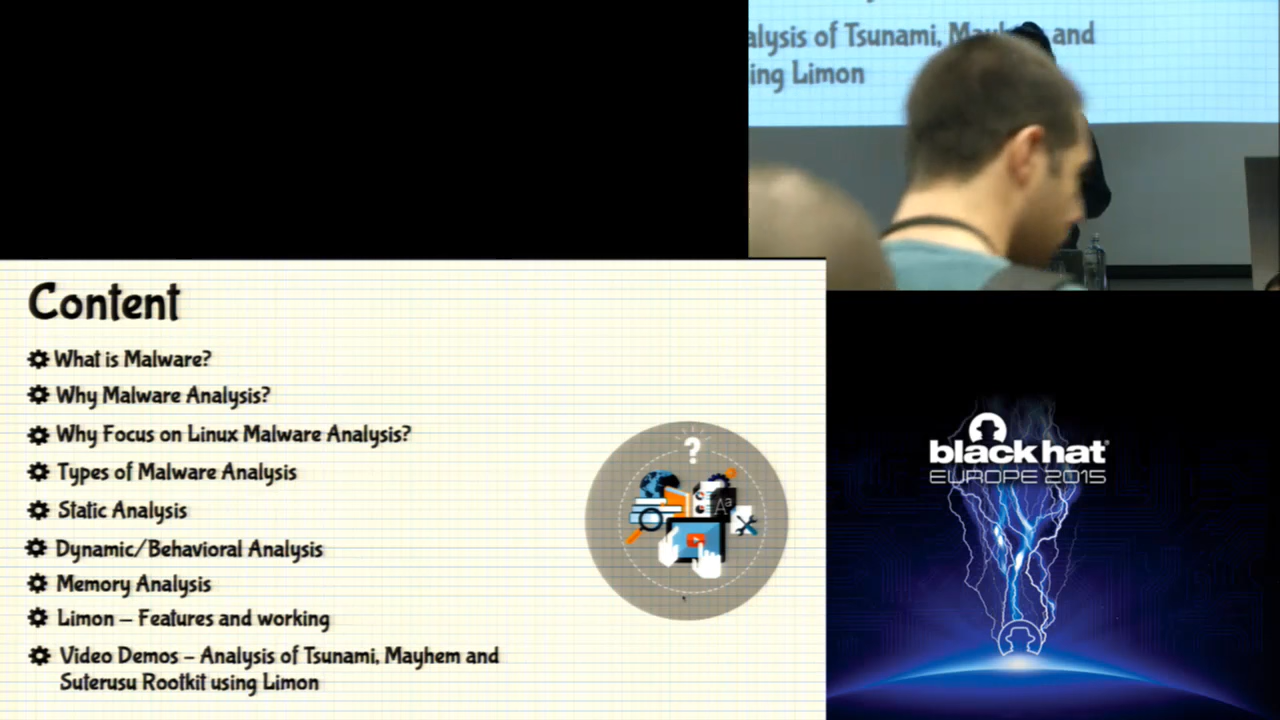 alysis of Tsunami, and
ing Limon
Content
What is Malware?
Why Malware Analysis?
Why Focus on Linux Malware Analysis?
Types of Malware Analysis
Static Analysis
Dynamic/Behavioral Analysis
Memory Analysis
Limon – Features and working
Video Demos – Analysis of Tsunami, Mayhem and
Suterusu Rootkit using Limon
?
Aa
black hat
EUROPE 2015